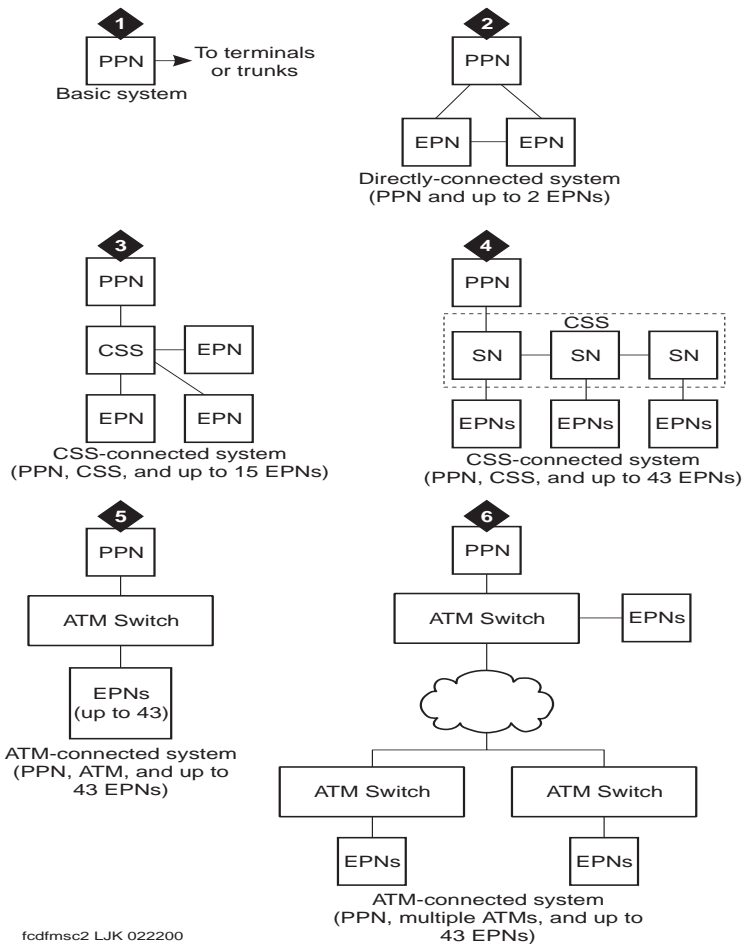 1
PPN
To terminals
or trunks
Basic system
2
PPN
EPN
EPN
Directly-connected system
(PPN and up to 2 EPNs)
3
PPN
CSS
EPN
EPN
EPN
CSS-connected system
(PPN, CSS, and up to 15 EPNs)
4
PPN
CSS
SN
SN
SN
EPNs
EPNs
EPNs
CSS-connected system
(PPN, CSS, and up to 43 EPNs)
5
PPN
ATM Switch
EPNs
(up to 43)
ATM-connected system
(PPN, ATM, and up to
43 EPNs)
6
PPN
ATM Switch
EPNs
ATM Switch
ATM Switch
EPNs
EPNs
ATM-connected system
(PPN, multiple ATMs, and up to
43 EPNs)
fcdfmsc2 LJK 022200